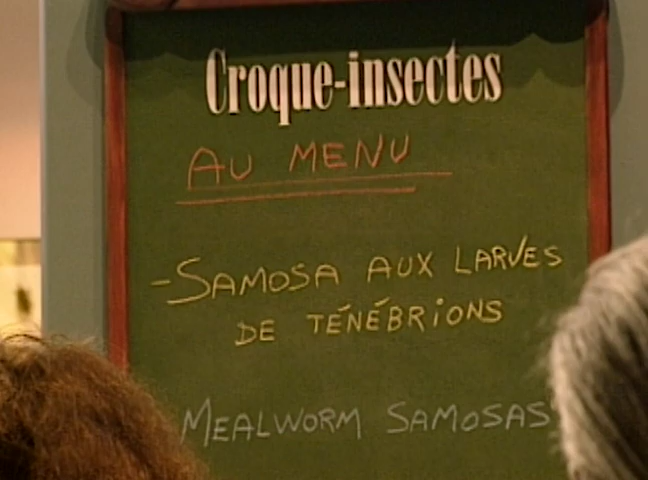 Croque-insectes
AU MENU
- SAMOSA AUX LARVES
DE TÉNÉBRiONS
MEALWORM SAMOSAS